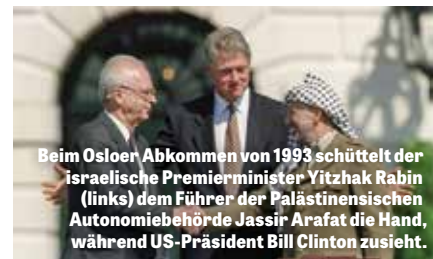 Beim Osloer Abkommen von 1993 schüttelt der
israelische Premierminister Yitzhak Rabin
(links) dem Führer der Palästinensischen
Autonomiebehörde Jassir Arafat die Hand,
während US-Präsident Bill Clinton zusieht.